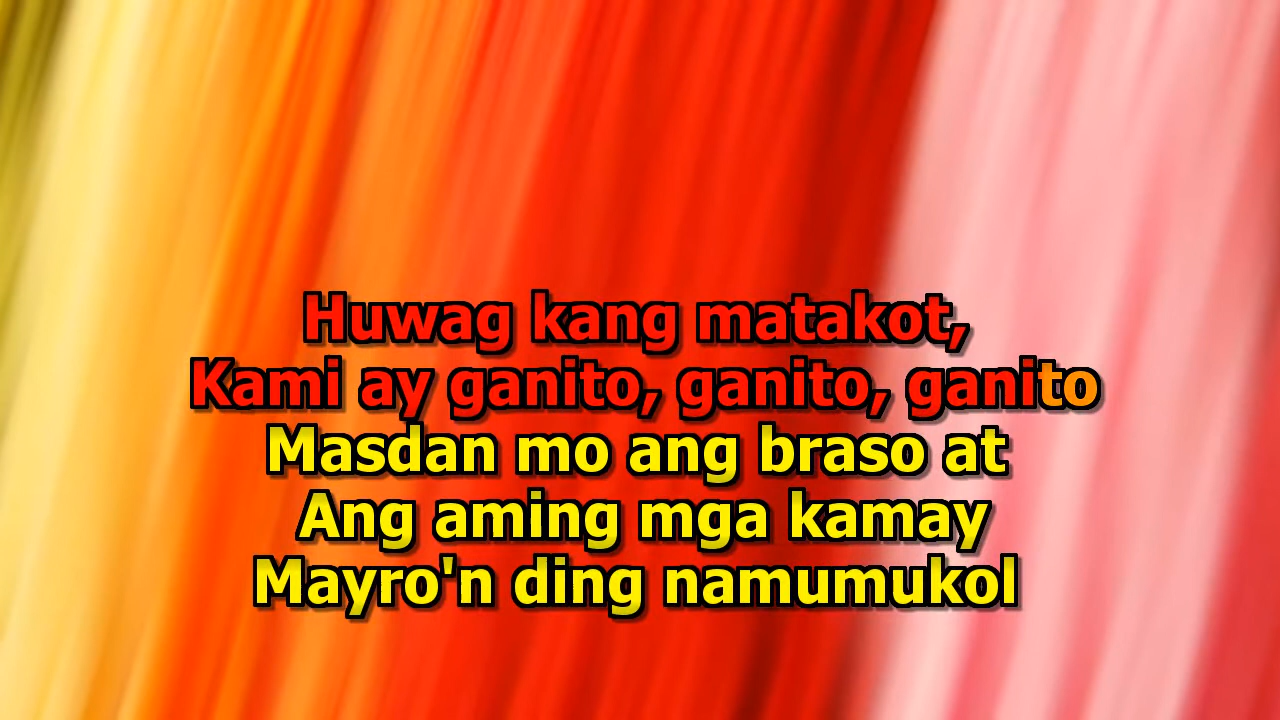 Huwag kang matakot,
Kami ay ganito, ganito, ganito
Masdan mo ang braso at
Ang aming mga kamay
Mayro'n ding namumukol